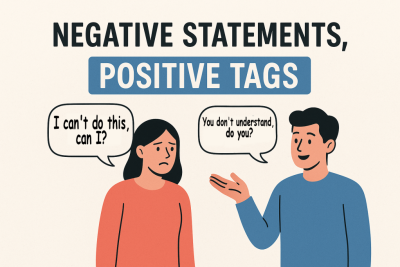 NEGATIVE STATEMENTS,
POSITIVE TAGS
I can't do this,
can I?
You don't understand,
do you?